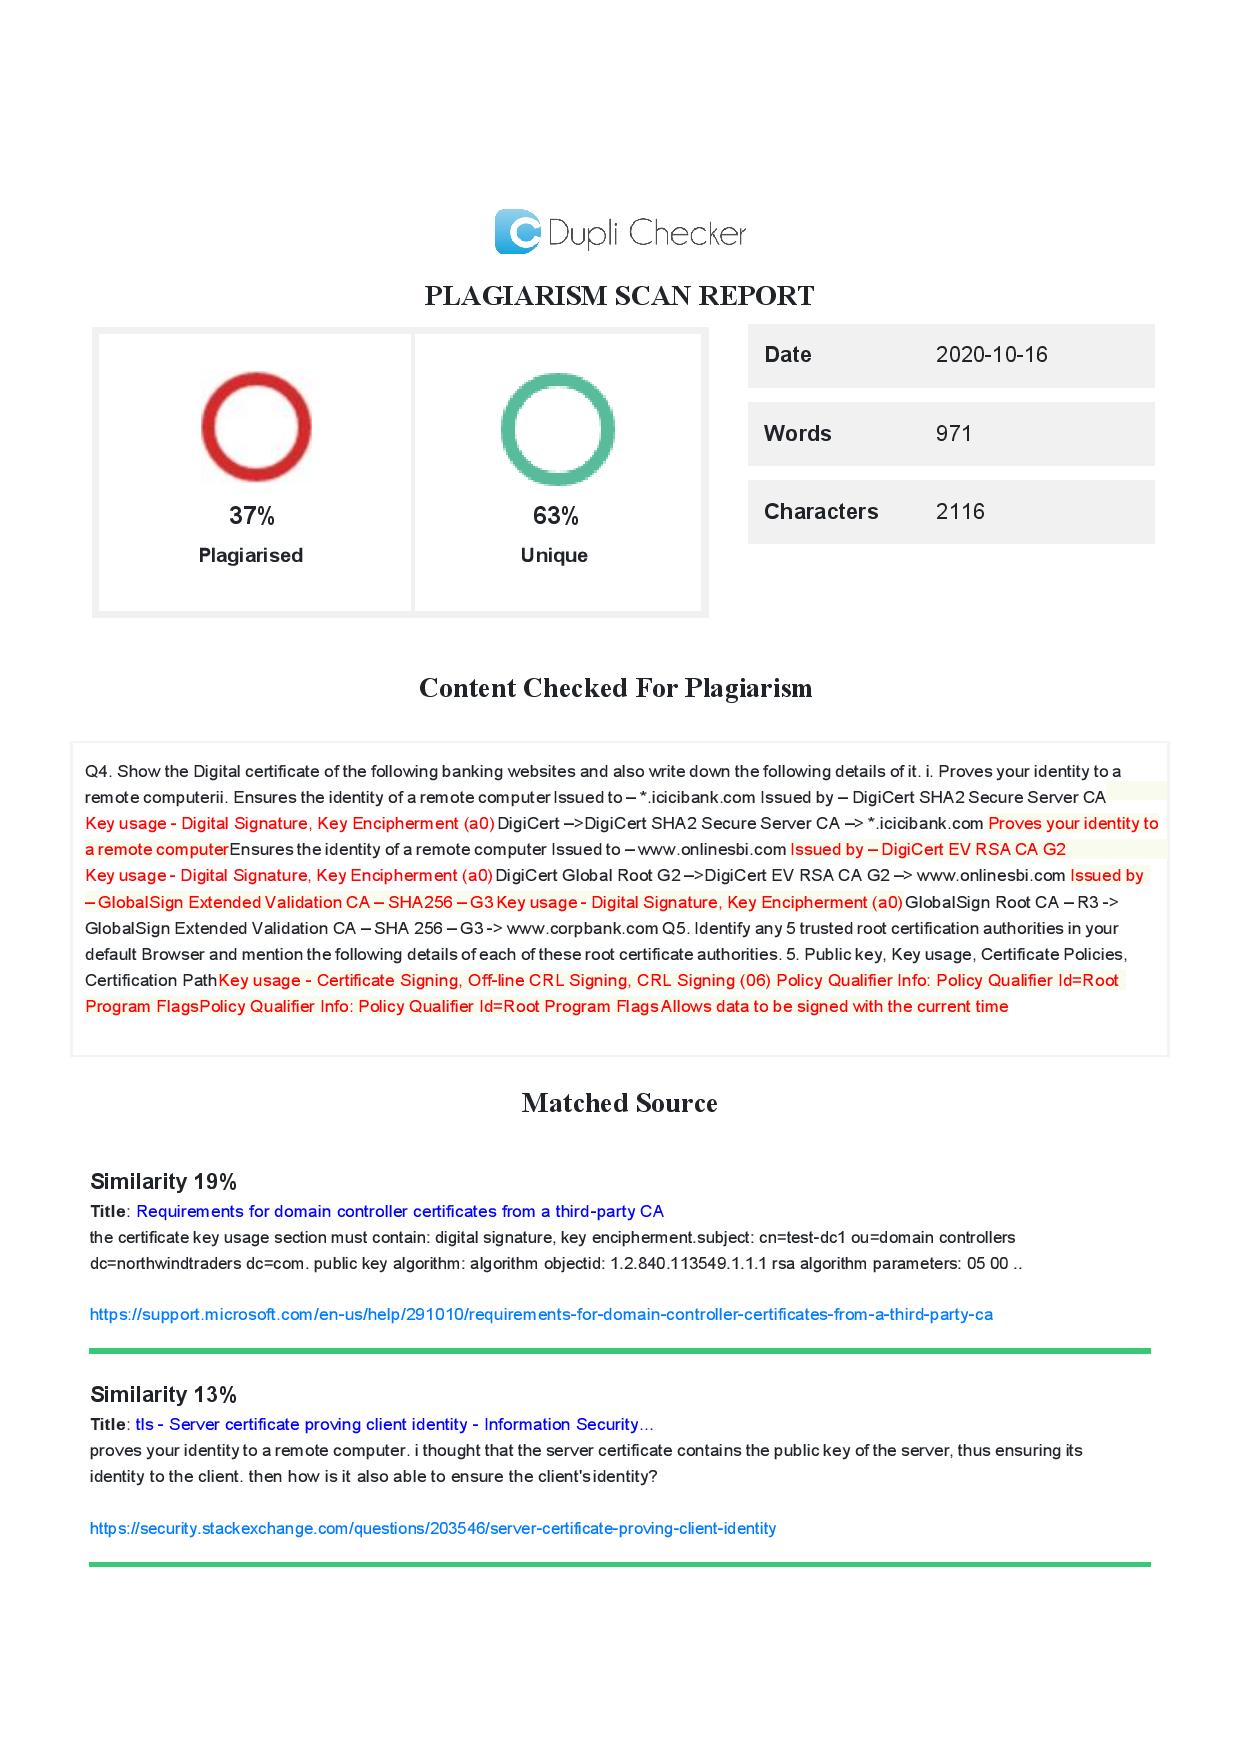 Dupli Checker
PLAGIARISM SCAN REPORT
37%
Plagiarised
63%
Unique
Date 2020-10-16
Words 971
Characters 2116
Content Checked For Plagiarism
Q4. Show the Digital certificate of the following banking websites and also write down the following details of it. i. Proves your identity to a
remote computerii. Ensures the identity of a remote computer Issued to – *.icicibank.com Issued by – DigiCert SHA2 Secure Server CA
Key usage - Digital Signature, Key Encipherment (a0) DigiCert –>DigiCert SHA2 Secure Server CA –> *.icicibank.com Proves your identity to
a remote computerEnsures the identity of a remote computer Issued to – www.onlinesbi.com Issued by – DigiCert EV RSA CA G2
Key usage - Digital Signature, Key Encipherment (a0) DigiCert Global Root G2 –>DigiCert EV RSA CA G2 –> www.onlinesbi.com Issued by
– GlobalSign Extended Validation CA – SHA256 – G3 Key usage - Digital Signature, Key Encipherment (a0) GlobalSign Root CA – R3 ->
GlobalSign Extended Validation CA – SHA 256 – G3 -> www.corpbank.com Q5. Identify any 5 trusted root certification authorities in your
default Browser and mention the following details of each of these root certificate authorities. 5. Public key, Key usage, Certificate Policies,
Certification PathKey usage - Certificate Signing, Off-line CRL Signing, CRL Signing (06) Policy Qualifier Info: Policy Qualifier Id=Root
Program FlagsPolicy Qualifier Info: Policy Qualifier Id=Root Program Flags Allows data to be signed with the current time
Matched Source
Similarity 19%
Title: Requirements for domain controller certificates from a third-party CA
the certificate key usage section must contain: digital signature, key encipherment.subject: cn=test-dc1 ou=domain controllers
dc=northwindtraders dc=com. public key algorithm: algorithm objectid: 1.2.840.113549.1.1.1 rsa algorithm parameters: 05 00 ..
https://support.microsoft.com/en-us/help/291010/requirements-for-domain-controller-certificates-from-a-third-party-ca
Similarity 13%
Title: tls - Server certificate proving client identity - Information Security...
proves your identity to a remote computer. i thought that the server certificate contains the public key of the server, thus ensuring its
identity to the client. then how is it also able to ensure the client's identity?
https://security.stackexchange.com/questions/203546/server-certificate-proving-client-identity